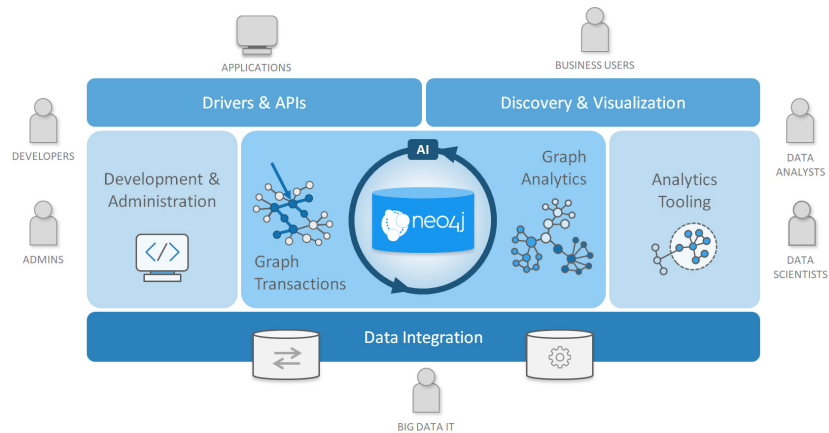 APPLICATIONS
BUSINESS USERS
Drivers & APIs
Discovery & Visualization
DEVELOPERS
ADMINS
Development &
Administration
</>
Graph
Transactions
AI
neo4j
Graph
Analytics
Analytics
Tooling
DATA
ANALYSTS
DATA
SCIENTISTS
Data Integration
BIG DATA IT